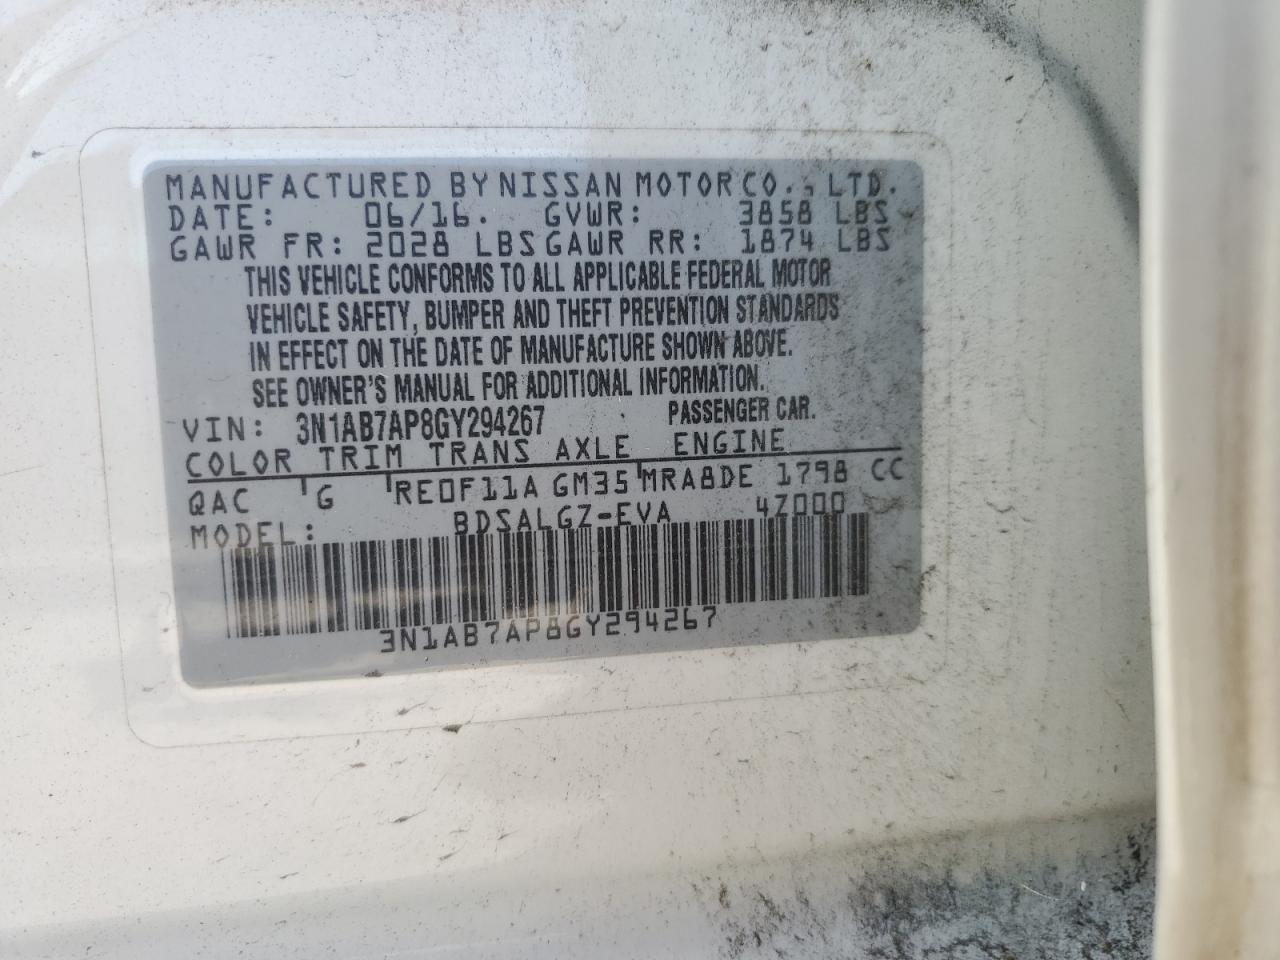 MANUFACTURED BY NISSAN MOTOR CO., LTD.
DATE: 06/16. GVWR: 3858 LBS
GAWR FR: 2028 LBS GAWR RR: 1874 LBS
THIS VEHICLE CONFORMS TO ALL APPLICABLE FEDERAL MOTOR
VEHICLE SAFETY, BUMPER AND THEFT PREVENTION STANDARDS
IN EFFECT ON THE DATE OF MANUFACTURE SHOWN ABOVE.
SEE OWNER'S MANUAL FOR ADDITIONAL INFORMATION.
VIN: 3N1AB7AP8GY294267 PASSENGER CAR.
COLOR TRIM TRANS AXLE ENGINE
QAC G RE0F11A GM35 MRA8DE 1798 CC
MODEL: BDSALGZ-EVA 4Z000
3N1AB7AP8GY294267